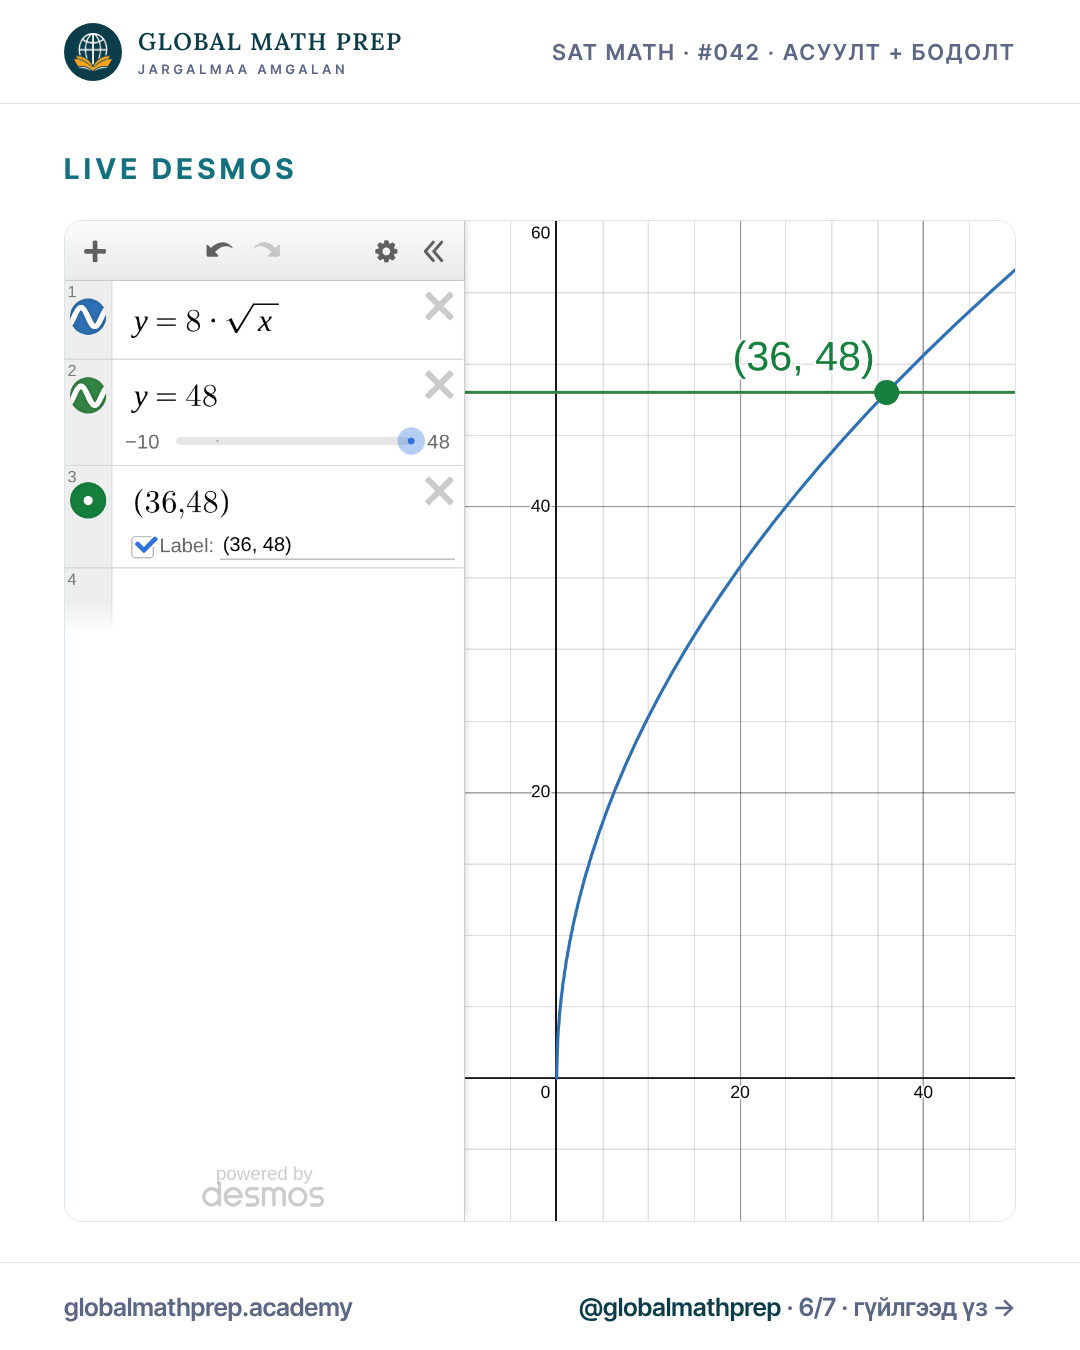 GLOBAL MATH PREP
JARGALMAA AMGALAN
SAT MATH · #042 · АСУУЛТ + БОДОЛТ
LIVE DESMOS
1
y = 8 · √x
2
y = 48
−10
48
3
(36,48)
Label: (36, 48)
4
powered by
desmos
60
(36, 48)
40
20
0
20
40
globalmathprep.academy
@globalmathprep · 6/7 · гүйлгээд үз →